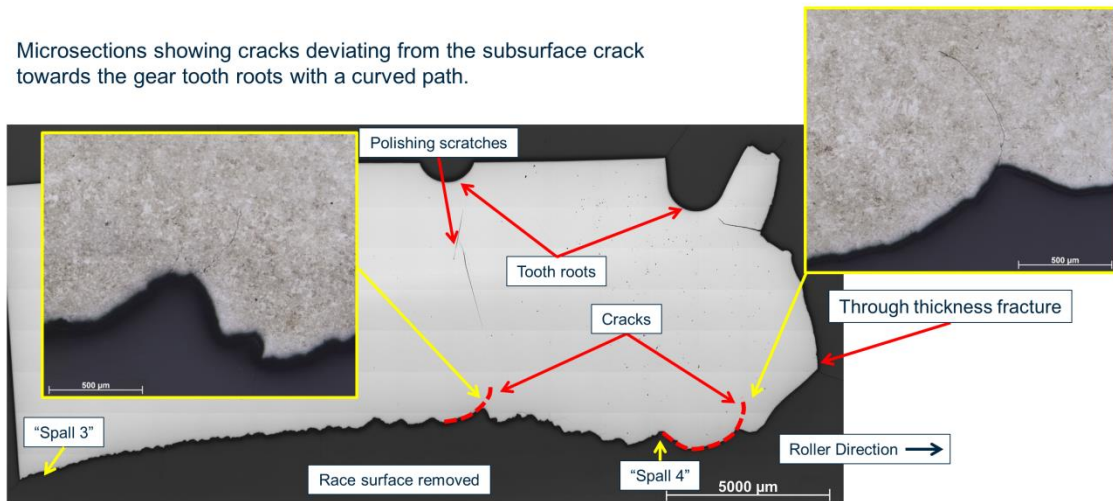 Microsections showing cracks deviating from the subsurface crack
towards the gear tooth roots with a curved path.
Polishing scratches
500 µm
Tooth roots
Cracks
Through thickness fracture
500 µm
"Spall 3"
Race surface removed
"Spall 4"
Roller Direction
5000 µm